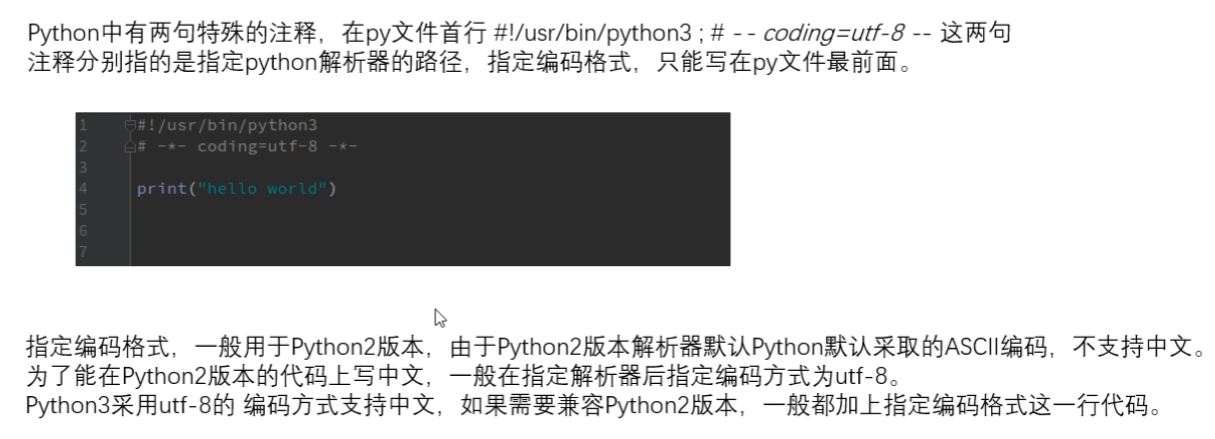 Python中有两句特殊的注释，在py文件首行 #!/usr/bin/python3 ; # - - coding=utf-8 -- 这两句
注释分别指的是指定python解析器的路径，指定编码格式，只能写在py文件最前面。
1 #!/usr/bin/python3
2 # -*- coding=utf-8 -*-
3
4 print("hello world")
5
6
7
指定编码格式，一般用于Python2版本，由于Python2版本解析器默认Python默认采取的ASCII编码，不支持中文。
为了能在Python2版本的代码上写中文，一般在指定解析器后指定编码方式为utf-8。
Python3采用utf-8的 编码方式支持中文，如果需要兼容Python2版本，一般都加上指定编码格式这一行代码。